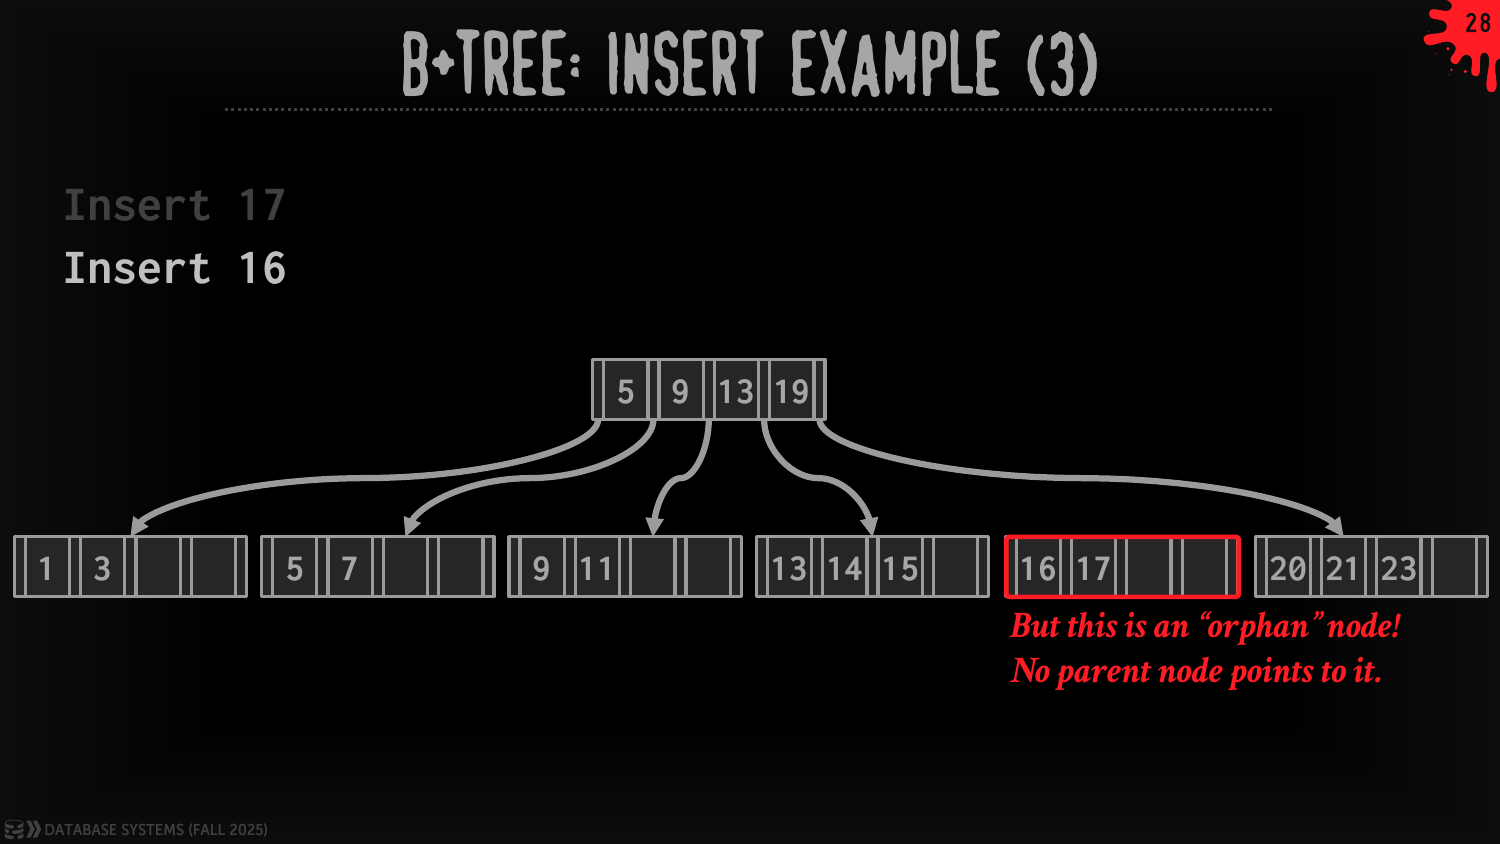 28
B+TREE: INSERT EXAMPLE (3)
Insert 17
Insert 16
5 9 13 19
1 3 5 7 9 11 13 14 15 16 17 20 21 23
But this is an “orphan” node!
No parent node points to it.
DATABASE SYSTEMS (FALL 2025)